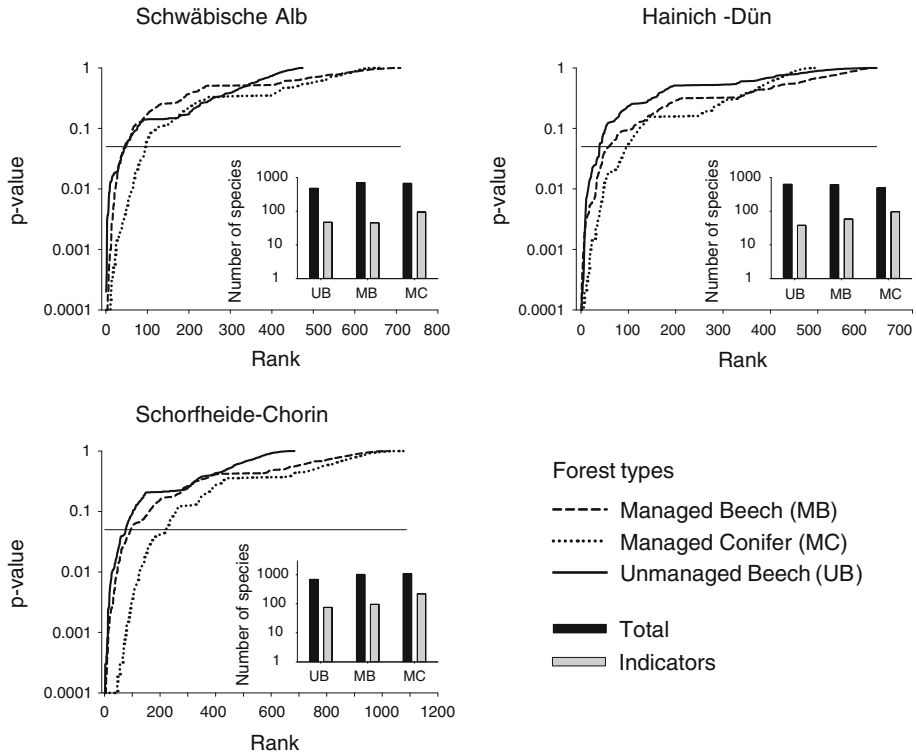 Schwäbische Alb
p-value
1
0.1
0.01
0.001
0.0001
0 100 200 300 400 500 600 700 800
Rank
Number of species
1000
100
10
1
UB MB MC
Hainich -Dün
p-value
1
0.1
0.01
0.001
0.0001
0 100 200 300 400 500 600 700
Rank
Number of species
1000
100
10
1
UB MB MC
Schorfheide-Chorin
p-value
1
0.1
0.01
0.001
0.0001
0 200 400 600 800 1000 1200
Rank
Number of species
1000
100
10
1
UB MB MC
Forest types
Managed Beech (MB)
Managed Conifer (MC)
Unmanaged Beech (UB)
Total
Indicators